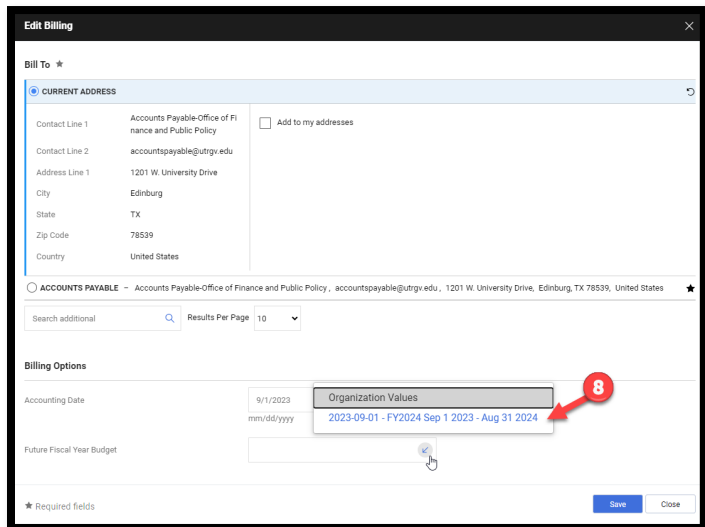 Edit Billing
Bill To ★
CURRENT ADDRESS
Contact Line 1 Accounts Payable-Office of Fi
nance and Public Policy
Add to my addresses
Contact Line 2 accountspayable@utrgv.edu
Address Line 1 1201 W. University Drive
City Edinburg
State TX
Zip Code 78539
Country United States
ACCOUNTS PAYABLE – Accounts Payable-Office of Finance and Public Policy , accountspayable@utrgv.edu , 1201 W. University Drive, Edinburg, TX 78539, United States ★
Search additional Results Per Page 10
Billing Options
8
Accounting Date 9/1/2023 Organization Values
mm/dd/yyyy 2023-09-01 - FY2024 Sep 1 2023 - Aug 31 2024
Future Fiscal Year Budget
★ Required fields Save Close